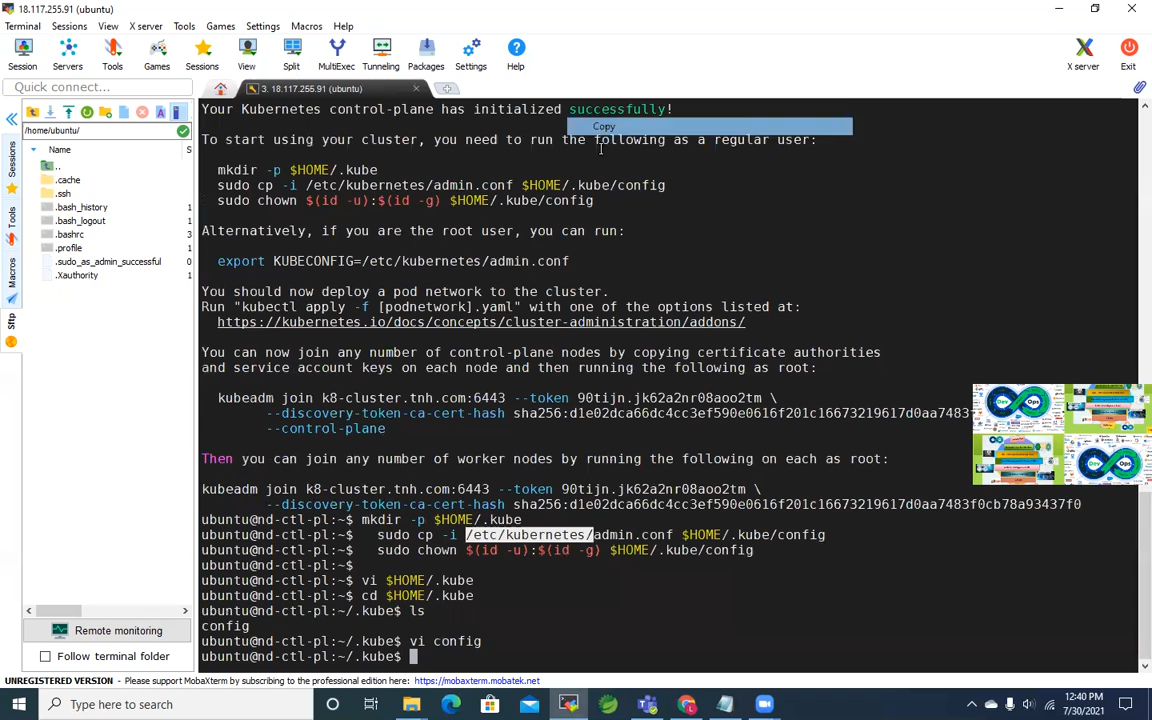 18.117.255.91 (ubuntu)
Terminal Sessions View X server Tools Games Settings Macros Help
Session Servers Tools Games Sessions View Split MultiExec Tunneling Packages Settings Help X server Exit
Quick connect...
3. 18.117.255.91 (ubuntu)
/home/ubuntu/
Name S
..
.cache
.ssh
.bash_history 1
.bash_logout 1
.bashrc 3
.profile 1
.sudo_as_admin_successful 0
.Xauthority 1
Sessions
Tools
Macros
Sftp
Remote monitoring
Follow terminal folder
Your Kubernetes control-plane has initialized successfully!
Copy
To start using your cluster, you need to run the following as a regular user:
mkdir -p $HOME/.kube
sudo cp -i /etc/kubernetes/admin.conf $HOME/.kube/config
sudo chown $(id -u):$(id -g) $HOME/.kube/config
Alternatively, if you are the root user, you can run:
export KUBECONFIG=/etc/kubernetes/admin.conf
You should now deploy a pod network to the cluster.
Run "kubectl apply -f [podnetwork].yaml" with one of the options listed at:
https://kubernetes.io/docs/concepts/cluster-administration/addons/
You can now join any number of control-plane nodes by copying certificate authorities
and service account keys on each node and then running the following as root:
kubeadm join k8-cluster.tnh.com:6443 --token 90tijn.jk62a2nr08aoo2tm \
--discovery-token-ca-cert-hash sha256:d1e02dca66dc4cc3ef590e0616f201c16673219617d0aa7483f
--control-plane
Then you can join any number of worker nodes by running the following on each as root:
kubeadm join k8-cluster.tnh.com:6443 --token 90tijn.jk62a2nr08aoo2tm \
--discovery-token-ca-cert-hash sha256:d1e02dca66dc4cc3ef590e0616f201c16673219617d0aa7483f0cb78a93437f0
ubuntu@nd-ctl-pl:~$ mkdir -p $HOME/.kube
ubuntu@nd-ctl-pl:~$ sudo cp -i /etc/kubernetes/admin.conf $HOME/.kube/config
ubuntu@nd-ctl-pl:~$ sudo chown $(id -u):$(id -g) $HOME/.kube/config
ubuntu@nd-ctl-pl:~$
ubuntu@nd-ctl-pl:~$ vi $HOME/.kube
ubuntu@nd-ctl-pl:~$ cd $HOME/.kube
ubuntu@nd-ctl-pl:~/.kube$ ls
config
ubuntu@nd-ctl-pl:~/.kube$ vi config
ubuntu@nd-ctl-pl:~/.kube$
Dev Ops
Dev Ops
UNREGISTERED VERSION - Please support MobaXterm by subscribing to the professional edition here: https://mobaxterm.mobatek.net
Type here to search
12:40 PM
7/30/2021